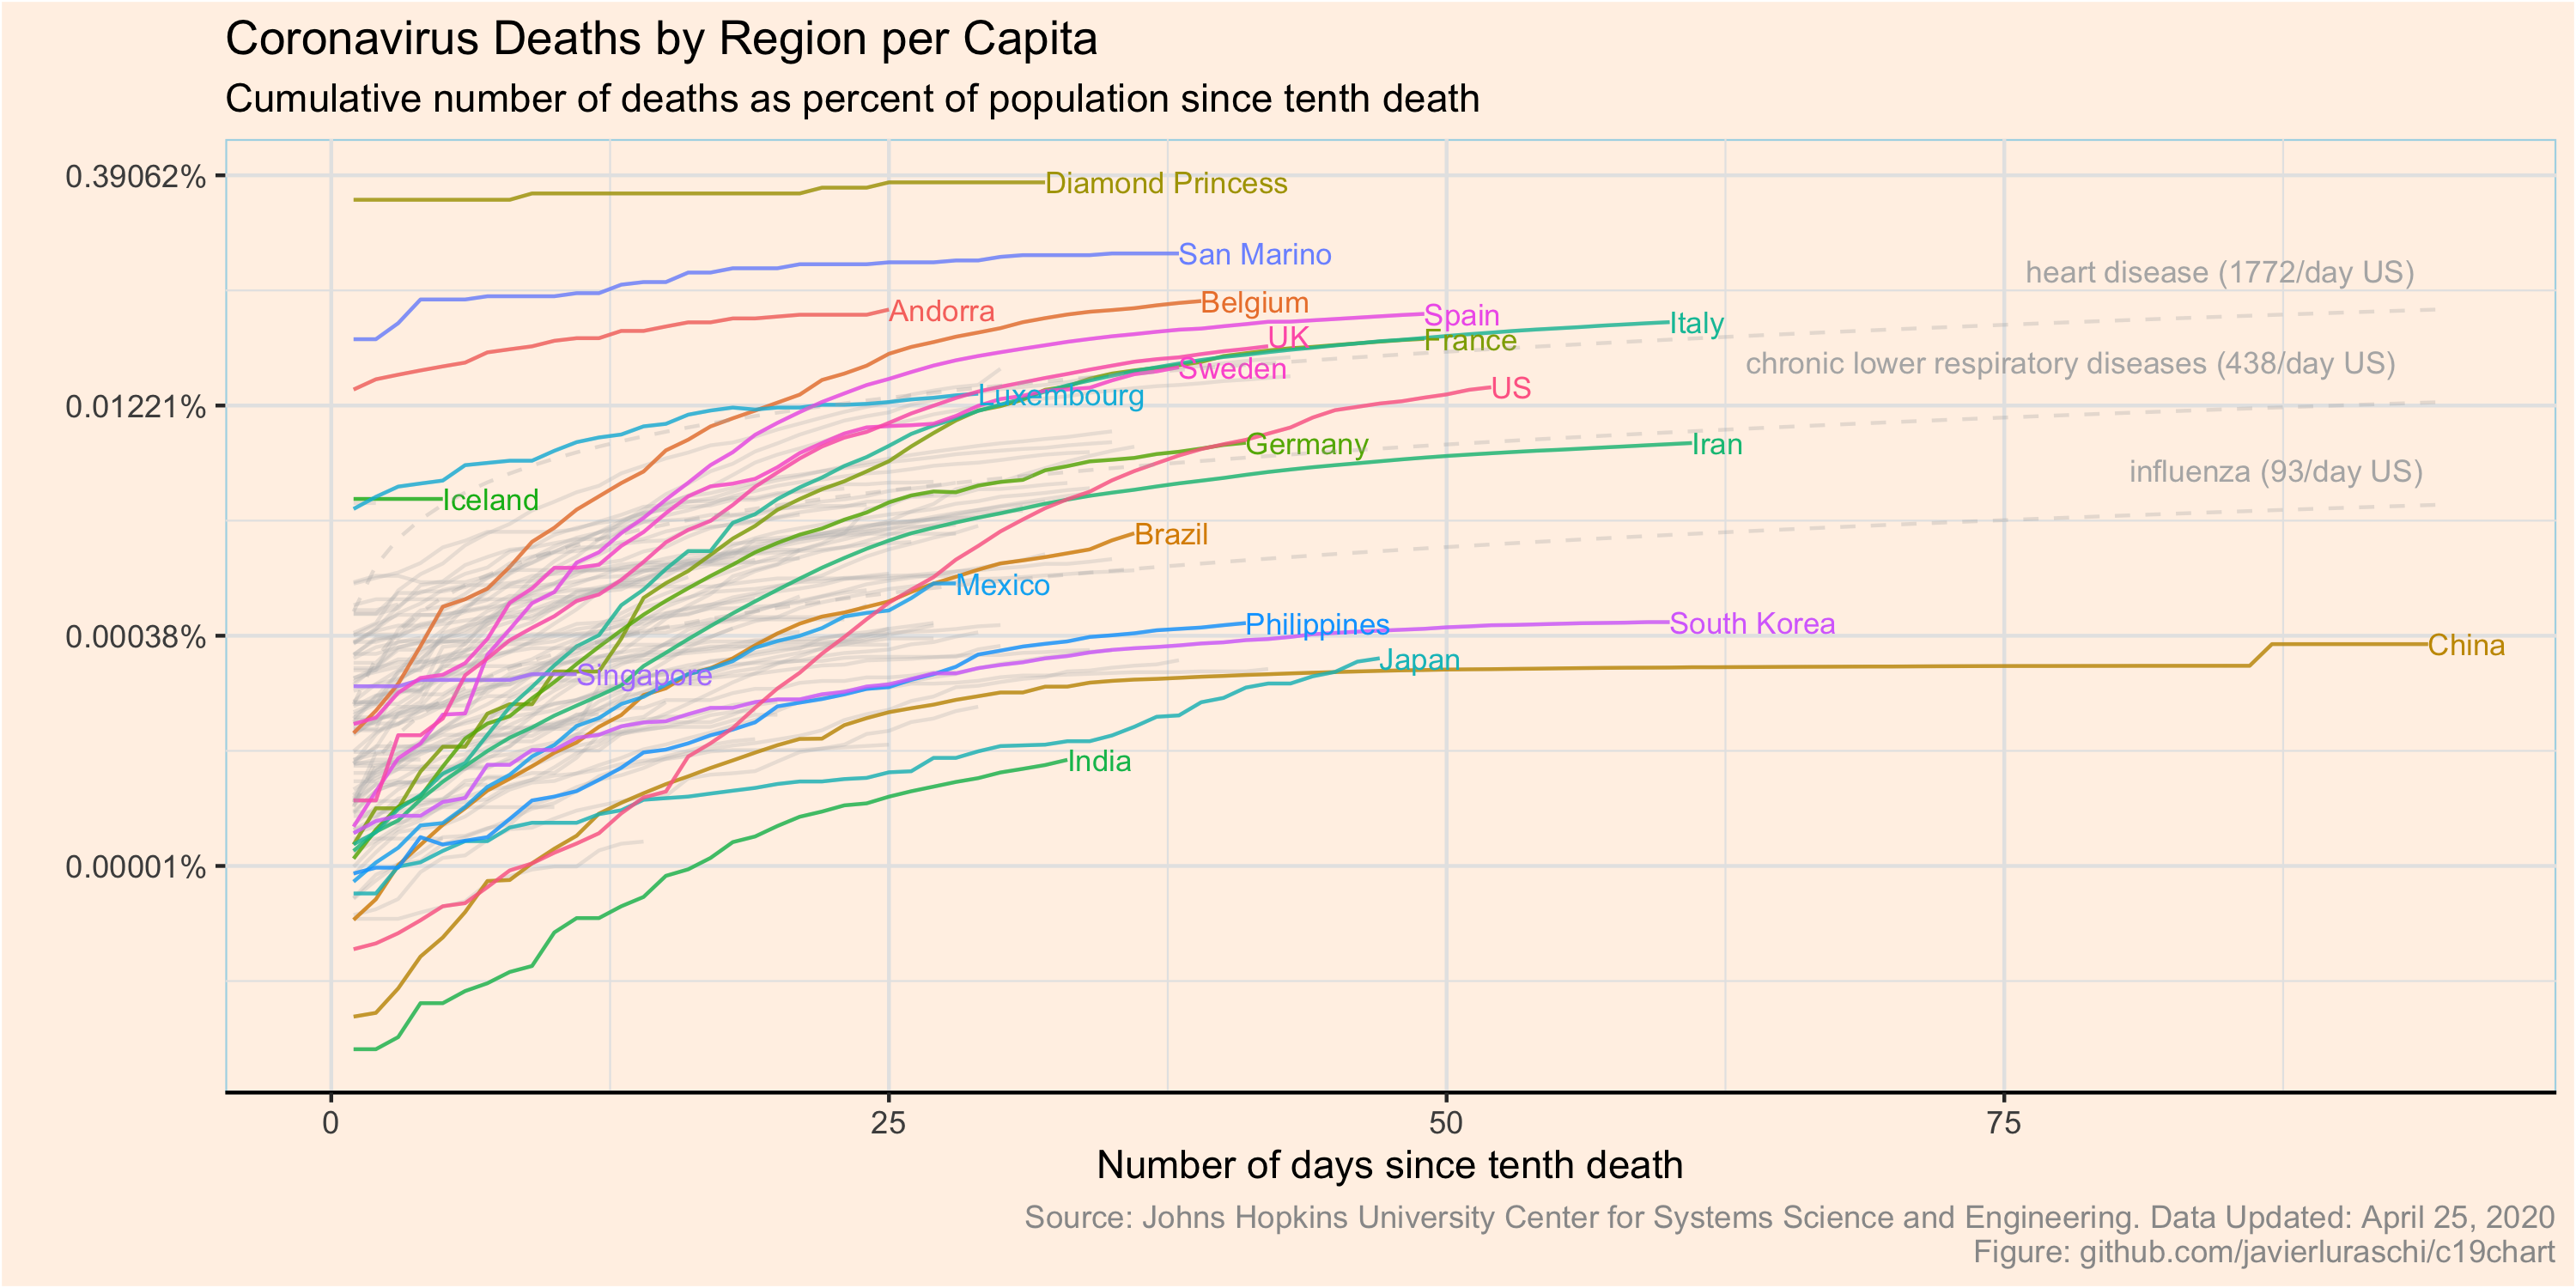 Coronavirus Deaths by Region per Capita
Cumulative number of deaths as percent of population since tenth death
0.39062%
Diamond Princess
San Marino
heart disease (1772/day US)
Belgium
Andorra
Spain
Italy
UK
France
chronic lower respiratory diseases (438/day US)
Sweden
US
Luxembourg
0.01221%
Germany
Iran
influenza (93/day US)
Iceland
Brazil
Mexico
Philippines
South Korea
0.00038%
China
Japan
Singapore
India
0.00001%
0
25
50
75
Number of days since tenth death
Source: Johns Hopkins University Center for Systems Science and Engineering. Data Updated: April 25, 2020
Figure: github.com/javierluraschi/c19chart